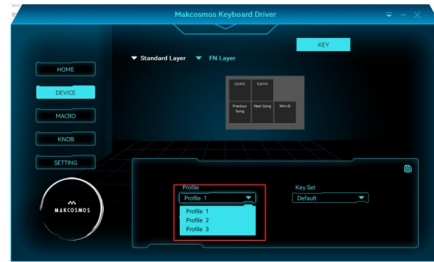 Makcosmos Keyboard Driver
KEY
Standard Layer FN Layer
HOME
DEVICE
MACRO
KNOB
SETTING
MAKCOSMOS
Ctrl+C Ctrl+V
Previous Song Next Song Win+D
Profile Key Set
Profile 1 Default
Profile 1
Profile 2
Profile 3